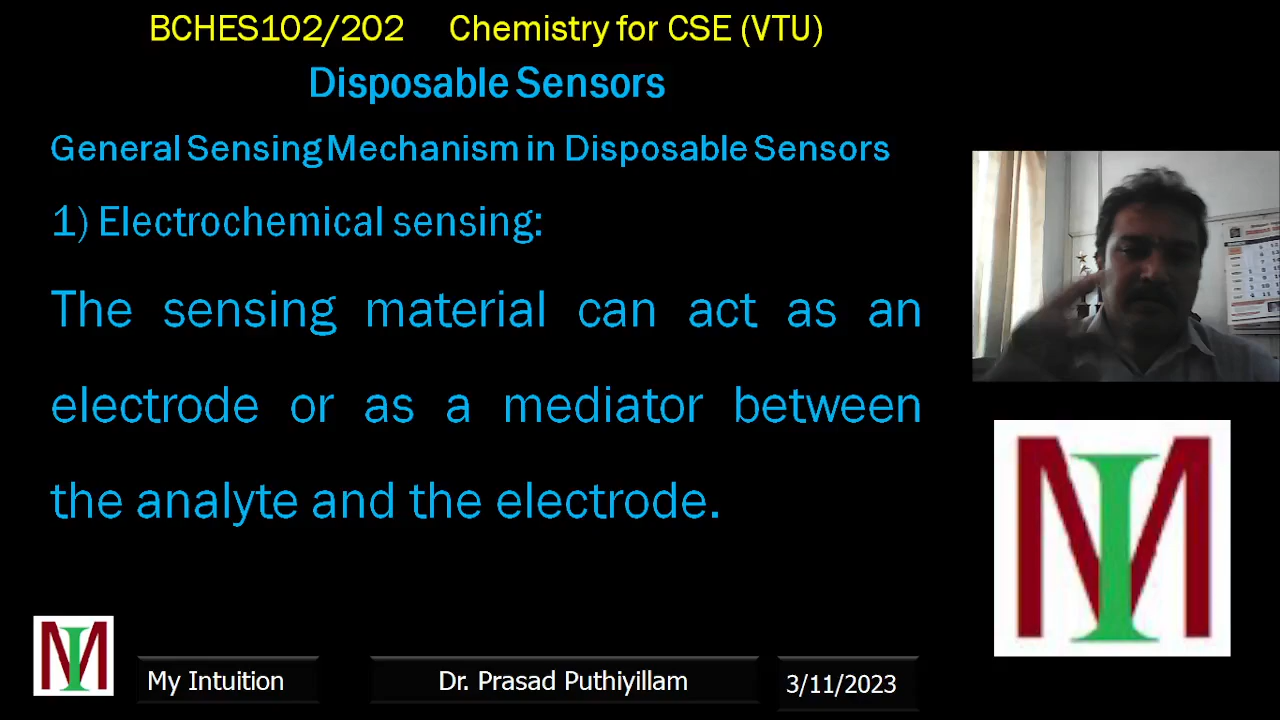 BCHES102/202 Chemistry for CSE (VTU)
Disposable Sensors
General Sensing Mechanism in Disposable Sensors
1) Electrochemical sensing:
The sensing material can act as an
electrode or as a mediator between
the analyte and the electrode.
MI
MI
My Intuition
Dr. Prasad Puthiyillam
3/11/2023